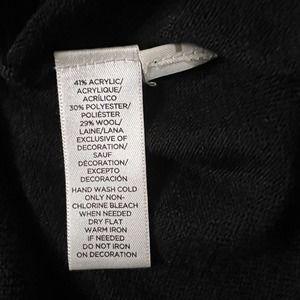 41% ACRYLIC/
ACRYLIQUE/
ACRÍLICO
30% POLYESTER/
POLIÉSTER
29% WOOL/
LAINE/LANA
EXCLUSIVE OF
DECORATION/
SAUF
DÉCORATION/
EXCEPTO
DECORACIÓN
HAND WASH COLD
ONLY NON-
CHLORINE BLEACH
WHEN NEEDED
DRY FLAT
WARM IRON
IF NEEDED
DO NOT IRON
ON DECORATION